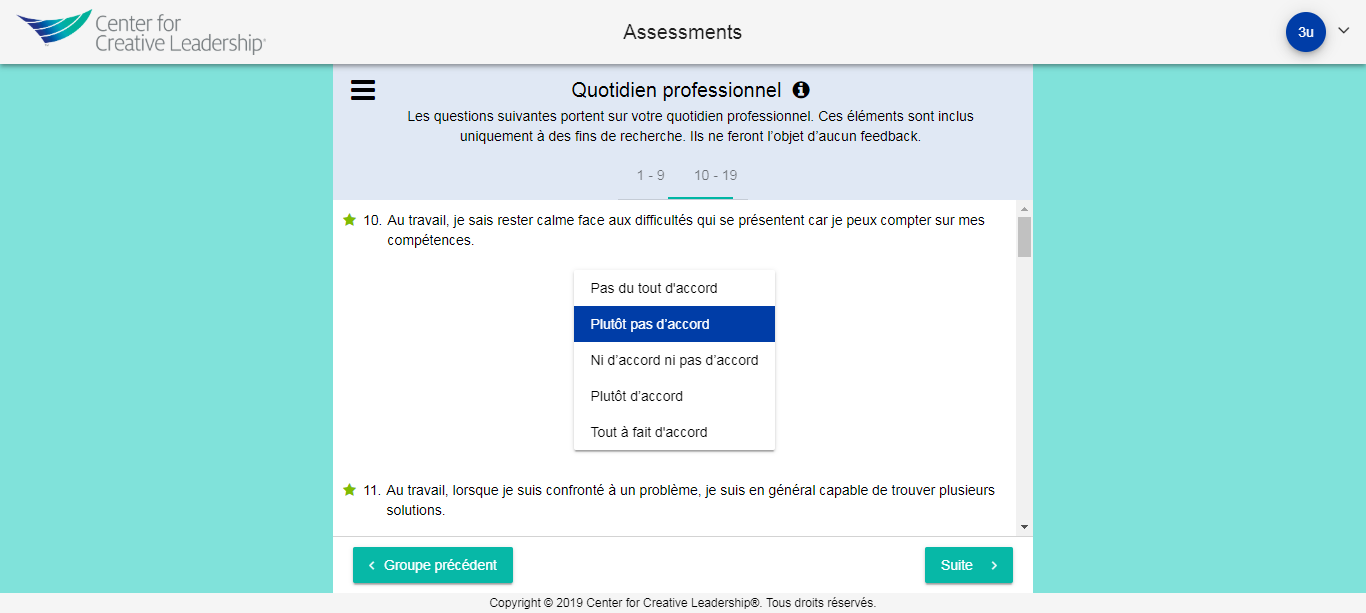 Center for
Creative Leadership®
Assessments
3u
Quotidien professionnel
Les questions suivantes portent sur votre quotidien professionnel. Ces éléments sont inclus
uniquement à des fins de recherche. Ils ne feront l’objet d’aucun feedback.
1 - 9 10 - 19
10. Au travail, je sais rester calme face aux difficultés qui se présentent car je peux compter sur mes
compétences.
Pas du tout d'accord
Plutôt pas d’accord
Ni d’accord ni pas d’accord
Plutôt d’accord
Tout à fait d'accord
11. Au travail, lorsque je suis confronté à un problème, je suis en général capable de trouver plusieurs
solutions.
Groupe précédent Suite
Copyright © 2019 Center for Creative Leadership®. Tous droits réservés.